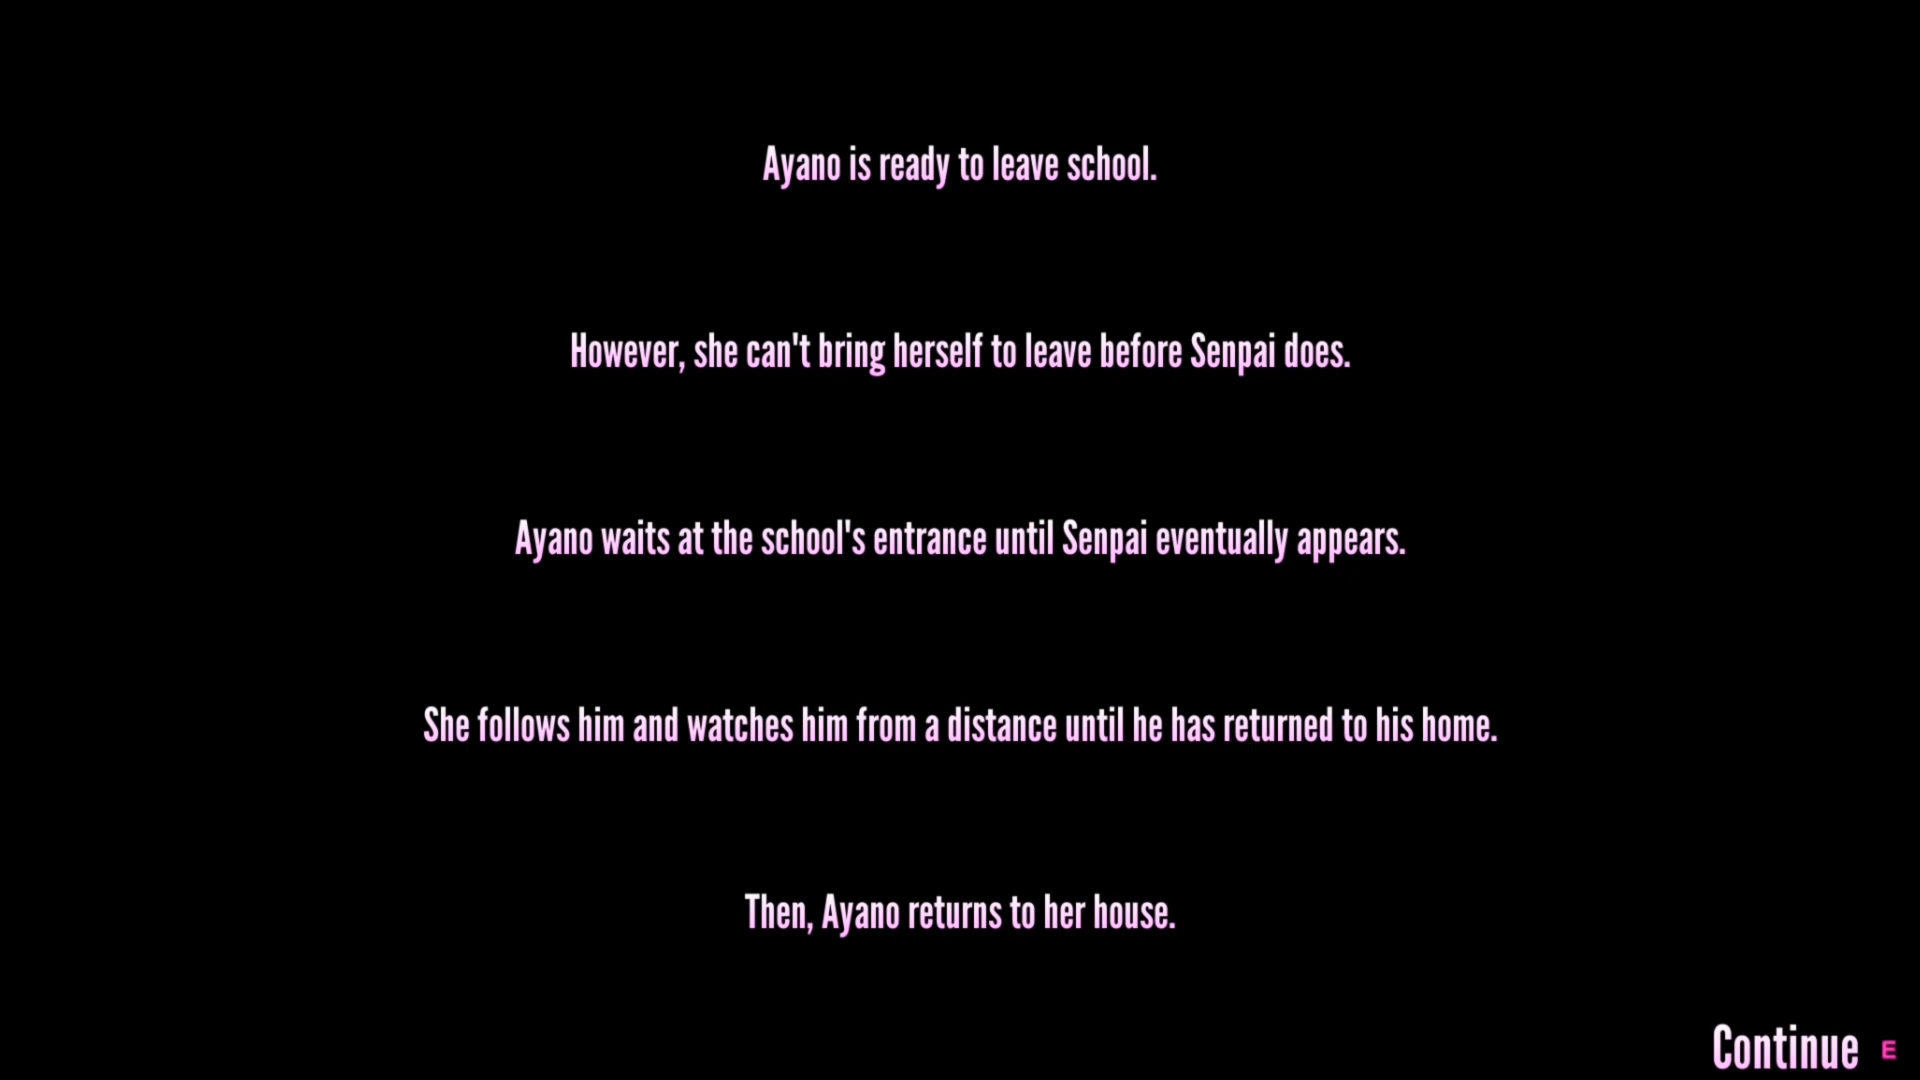 Ayano is ready to leave school.
However, she can't bring herself to leave before Senpai does.
Ayano waits at the school's entrance until Senpai eventually appears.
She follows him and watches him from a distance until he has returned to his home.
Then, Ayano returns to her house.
Continue E